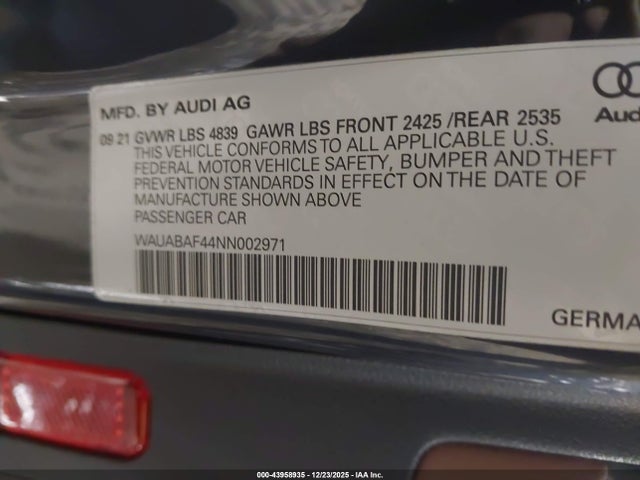 MFD. BY AUDI AG
09 21 GVWR LBS 4839 GAWR LBS FRONT 2425 /REAR 2535
THIS VEHICLE CONFORMS TO ALL APPLICABLE U.S.
FEDERAL MOTOR VEHICLE SAFETY, BUMPER AND THEFT
PREVENTION STANDARDS IN EFFECT ON THE DATE OF
MANUFACTURE SHOWN ABOVE
PASSENGER CAR
WAUABAF44NN002971
Aud
GERMA
000-43958935 - 12/23/2025 - IAA Inc.